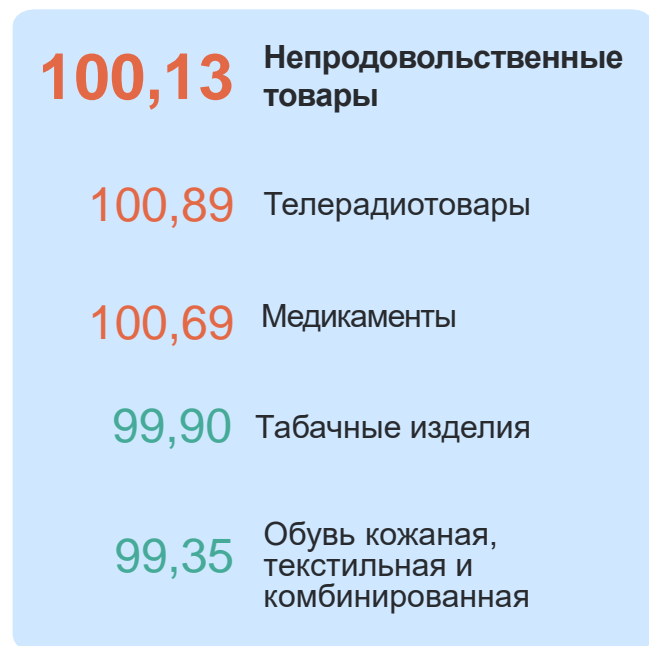 100,13 Непродовольственные
товары
100,89 Телерадиотовары
100,69 Медикаменты
99,90 Табачные изделия
99,35 Обувь кожаная,
текстильная и
комбинированная